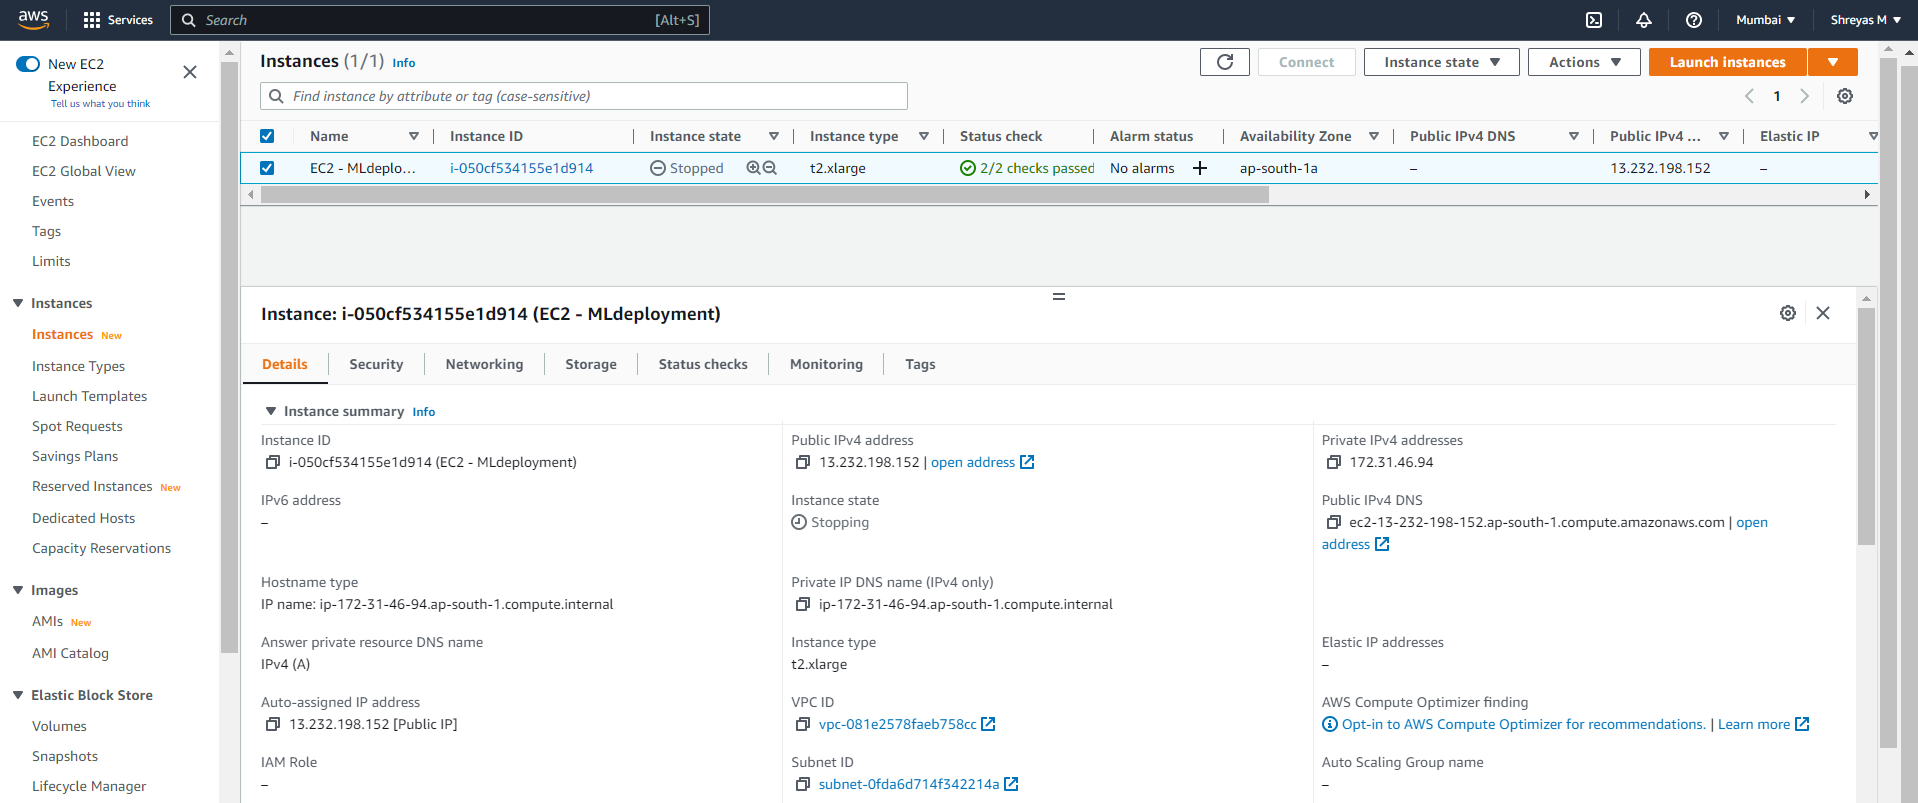 aws
Services
Search [Alt+S]
Mumbai
Shreyas M
New EC2
Experience
Tell us what you think
EC2 Dashboard
EC2 Global View
Events
Tags
Limits
Instances
Instances New
Instance Types
Launch Templates
Spot Requests
Savings Plans
Reserved Instances New
Dedicated Hosts
Capacity Reservations
Images
AMIs New
AMI Catalog
Elastic Block Store
Volumes
Snapshots
Lifecycle Manager
Instances (1/1) Info
Connect
Instance state
Actions
Launch instances
Find instance by attribute or tag (case-sensitive)
1
Name Instance ID Instance state Instance type Status check Alarm status Availability Zone Public IPv4 DNS Public IPv4 ... Elastic IP
EC2 - MLdeplo... i-050cf534155e1d914 Stopped t2.xlarge 2/2 checks passed No alarms + ap-south-1a – 13.232.198.152 –
Instance: i-050cf534155e1d914 (EC2 - MLdeployment)
Details Security Networking Storage Status checks Monitoring Tags
Instance summary Info
Instance ID
i-050cf534155e1d914 (EC2 - MLdeployment)
Public IPv4 address
13.232.198.152 | open address
Private IPv4 addresses
172.31.46.94
IPv6 address
–
Instance state
Stopping
Public IPv4 DNS
ec2-13-232-198-152.ap-south-1.compute.amazonaws.com | open
address
Hostname type
IP name: ip-172-31-46-94.ap-south-1.compute.internal
Private IP DNS name (IPv4 only)
ip-172-31-46-94.ap-south-1.compute.internal
Answer private resource DNS name
IPv4 (A)
Instance type
t2.xlarge
Elastic IP addresses
–
Auto-assigned IP address
13.232.198.152 [Public IP]
VPC ID
vpc-081e2578faeb758cc
AWS Compute Optimizer finding
Opt-in to AWS Compute Optimizer for recommendations. | Learn more
IAM Role
–
Subnet ID
subnet-0fda6d714f342214a
Auto Scaling Group name
–